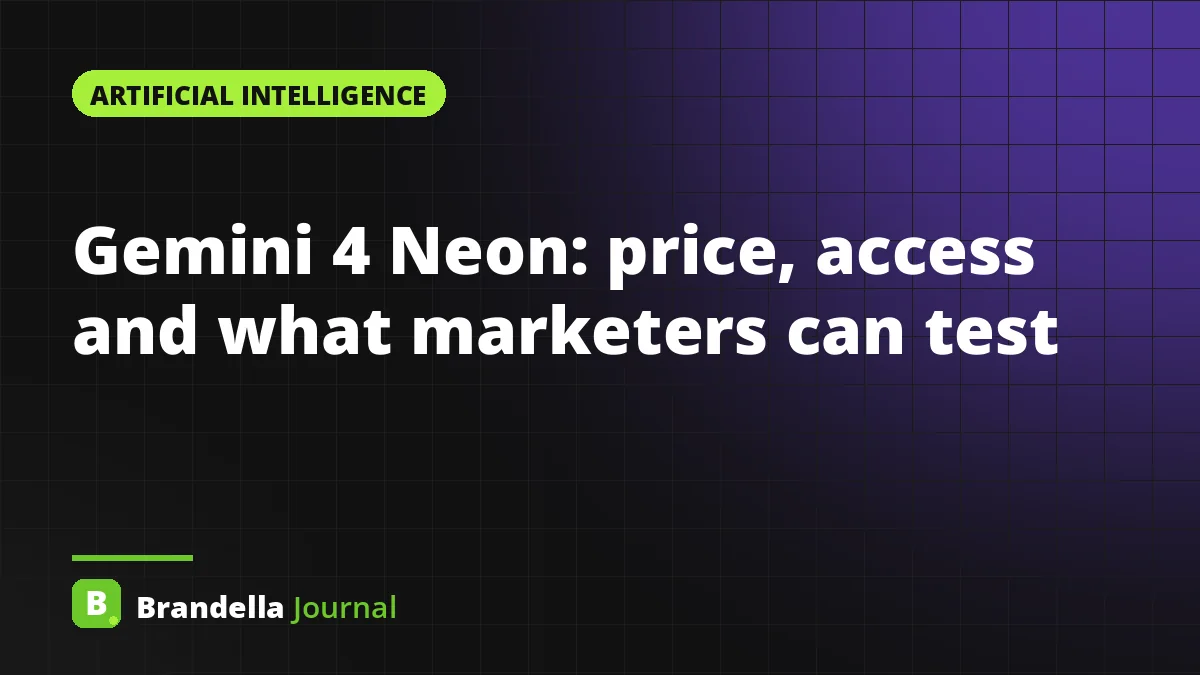 ARTIFICIAL INTELLIGENCE
Gemini 4 Neon: price, access
and what marketers can test
B
Brandella Journal